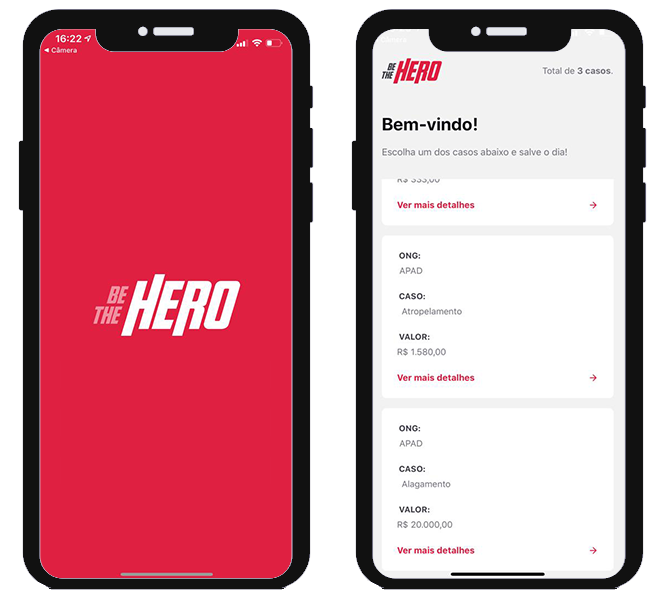 16:22
Câmera
BE
THE HERO
BE
THE HERO
Total de 3 casos.
Bem-vindo!
Escolha um dos casos abaixo e salve o dia!
R$ 333,00
Ver mais detalhes
ONG:
APAD
CASO:
Atropelamento
VALOR:
R$ 1.580,00
Ver mais detalhes
ONG:
APAD
CASO:
Alagamento
VALOR:
R$ 20.000,00
Ver mais detalhes